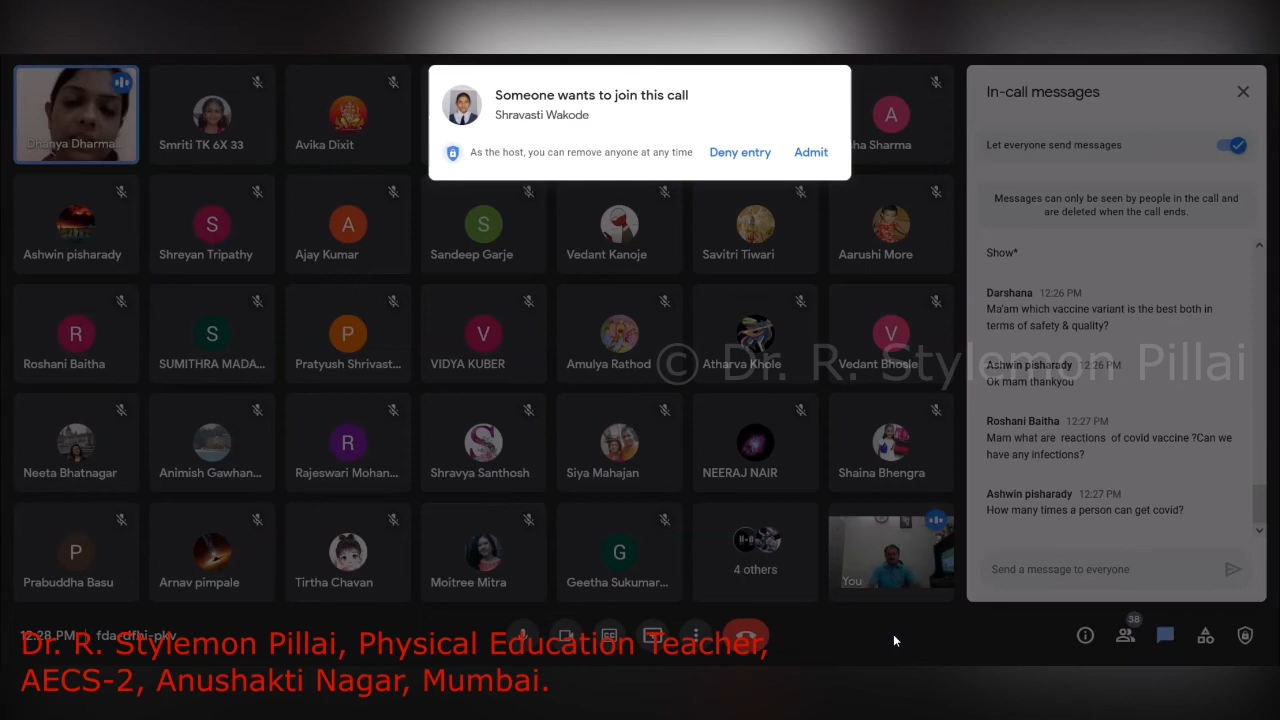 Someone wants to join this call
Shravasti Wakode
As the host, you can remove anyone at any time
Deny entry
Admit
Dhanya Dharma...
Smriti TK 6X 33
Avika Dixit
sha Sharma
Ashwin pisharady
Shreyan Tripathy
Ajay Kumar
Sandeep Garje
Vedant Kanoje
Savitri Tiwari
Aarushi More
Roshani Baitha
SUMITHRA MADA...
Pratyush Shrivast...
VIDYA KUBER
Amulya Rathod
Atharva Khole
Vedant Bhosle
Neeta Bhatnagar
Animish Gawhan...
Rajeswari Mohan...
Shravya Santhosh
Siya Mahajan
NEERAJ NAIR
Shaina Bhengra
Prabuddha Basu
Arnav pimpale
Tirtha Chavan
Moitree Mitra
Geetha Sukumar...
4 others
You
A
S
A
S
R
S
P
V
V
R
P
G
In-call messages
Let everyone send messages
Messages can only be seen by people in the call and
are deleted when the call ends.
Show*
Darshana 12:26 PM
Ma'am which vaccine variant is the best both in
terms of safety & quality?
Ashwin pisharady 12:26 PM
Ok mam thankyou
Roshani Baitha 12:27 PM
Mam what are reactions of covid vaccine ?Can we
have any infections?
Ashwin pisharady 12:27 PM
How many times a person can get covid?
Send a message to everyone
© Dr. R. Stylemon Pillai
12:28 PM | fda-dfhi-pkv
38
Dr. R. Stylemon Pillai, Physical Education Teacher,
AECS-2, Anushakti Nagar, Mumbai.